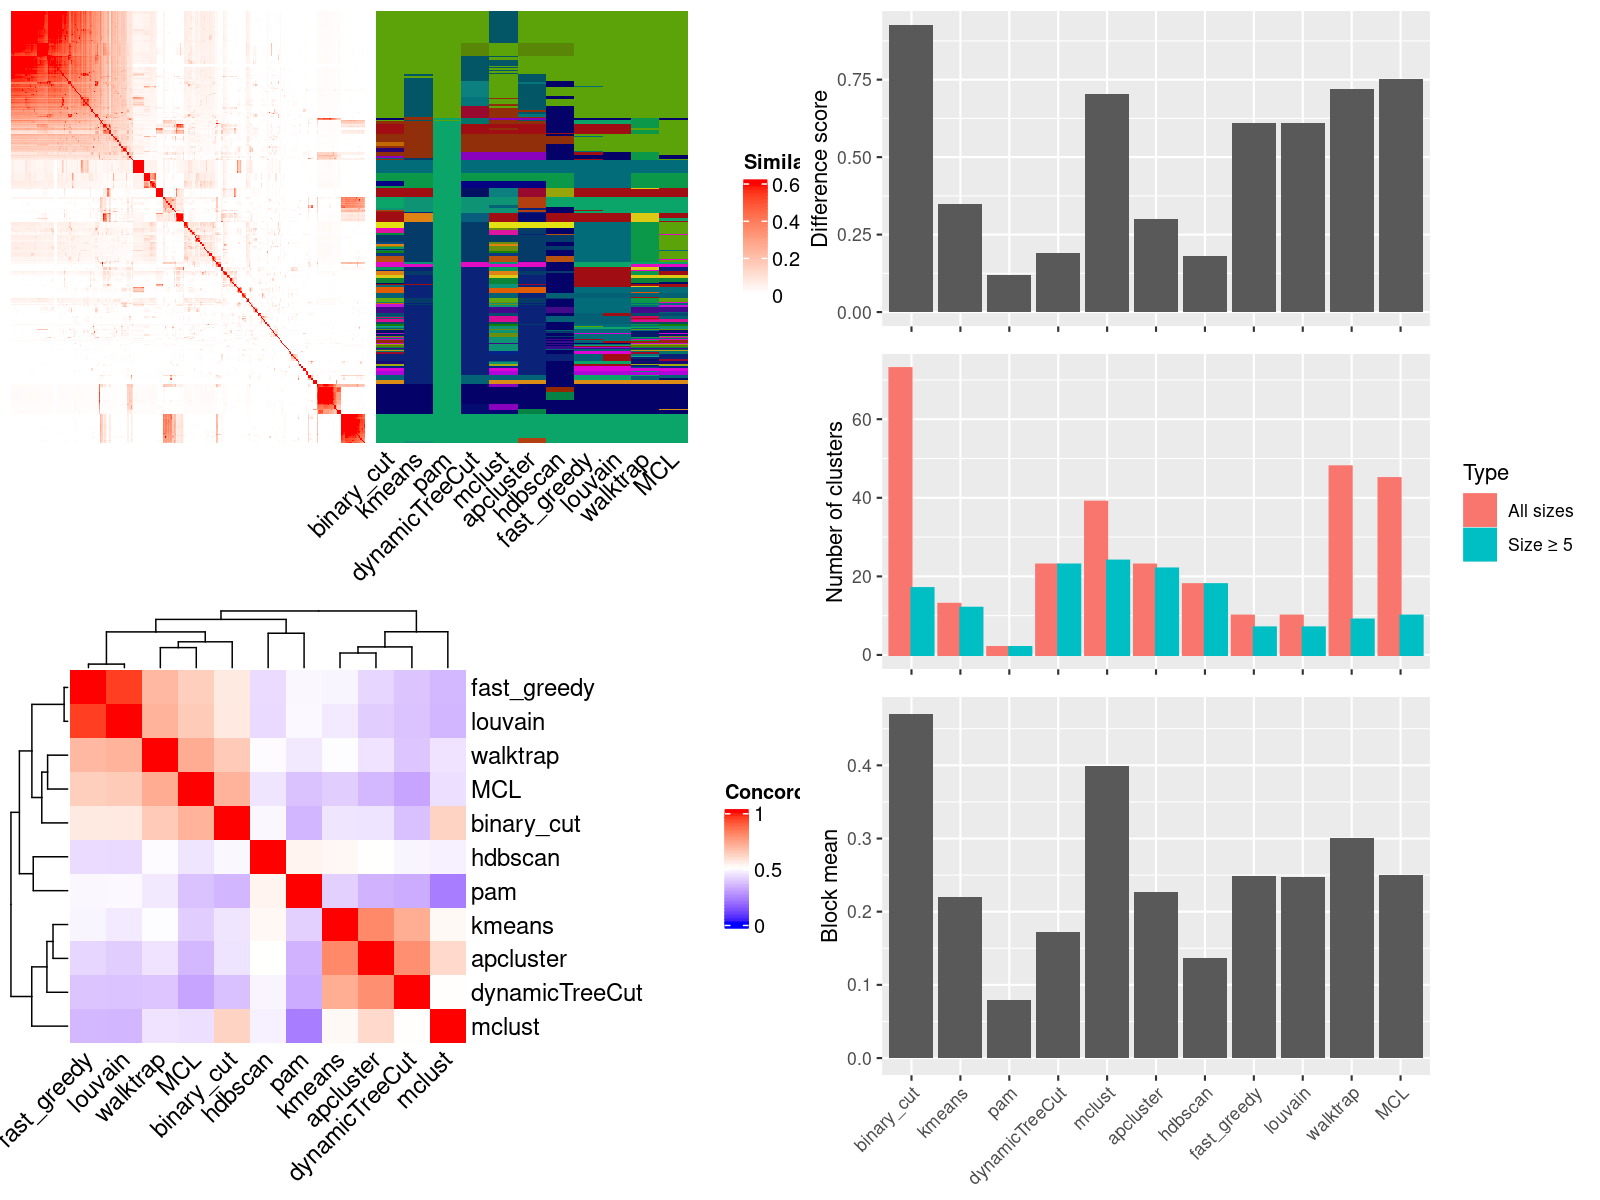 Simila
0.6
0.4
0.2
0
binary_cut
kmeans
pam
dynamicTreeCut
mclust
apcluster
hdbscan
fast_greedy
louvain
walktrap
MCL
fast_greedy
louvain
walktrap
MCL
binary_cut
hdbscan
pam
kmeans
apcluster
dynamicTreeCut
mclust
fast_greedy
louvain
walktrap
MCL
binary_cut
hdbscan
pam
kmeans
apcluster
dynamicTreeCut
mclust
Concord
1
0.5
0
Difference score
0.75
0.50
0.25
0.00
Number of clusters
60
40
20
0
Type
All sizes
Size ≥ 5
Block mean
0.4
0.3
0.2
0.1
0.0
binary_cut
kmeans
pam
dynamicTreeCut
mclust
apcluster
hdbscan
fast_greedy
louvain
walktrap
MCL